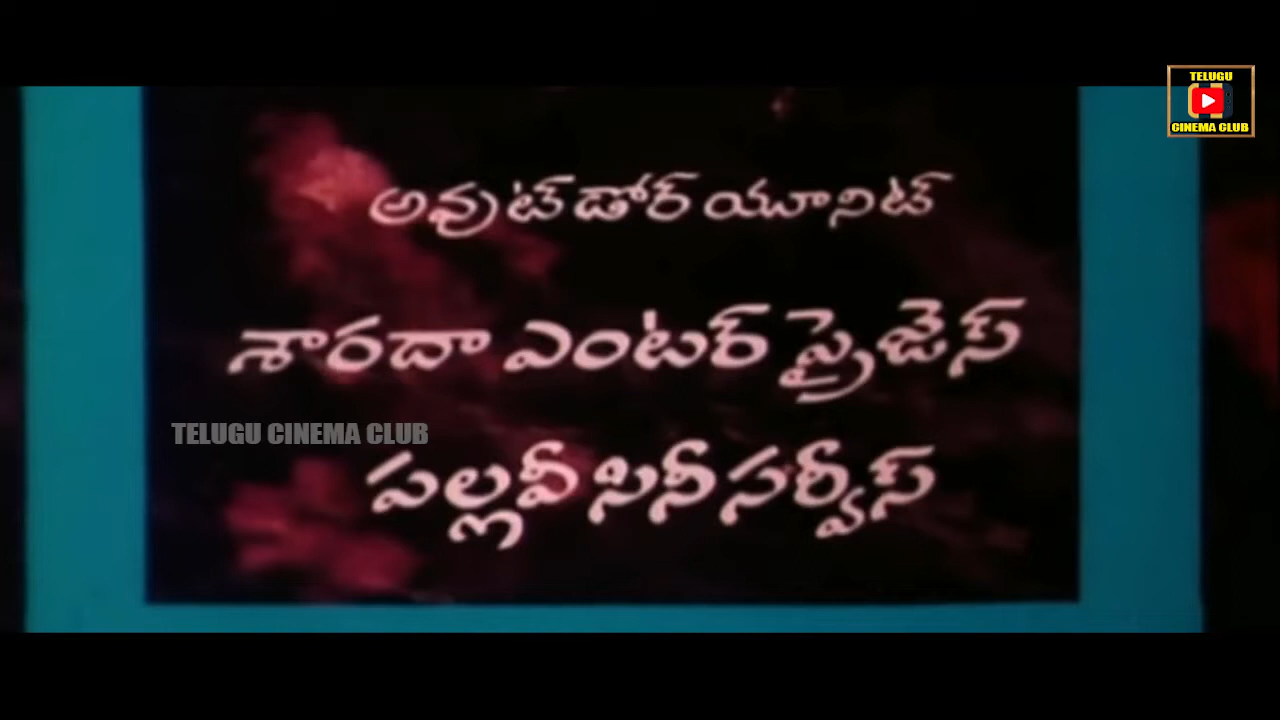 TELUGU
CINEMA CLUB
అవుట్ డోర్ యూనిట్
శారదా ఎంటర్ ప్రైజెస్
TELUGU CINEMA CLUB
పల్లవీ సినీ సర్వీస్